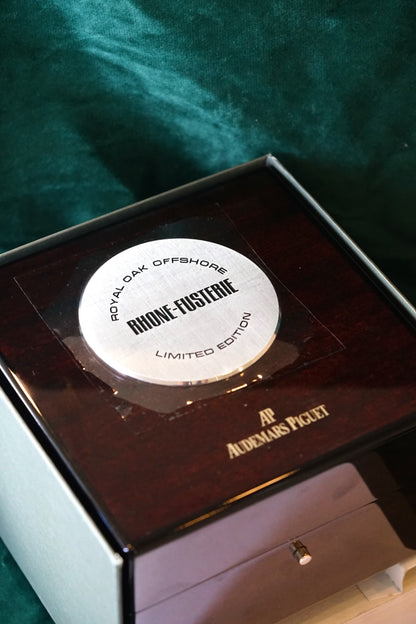 ROYAL OAK OFFSHORE
RHONE-FUSTERIE
LIMITED EDITION
AP
AUDEMARS PIGUET